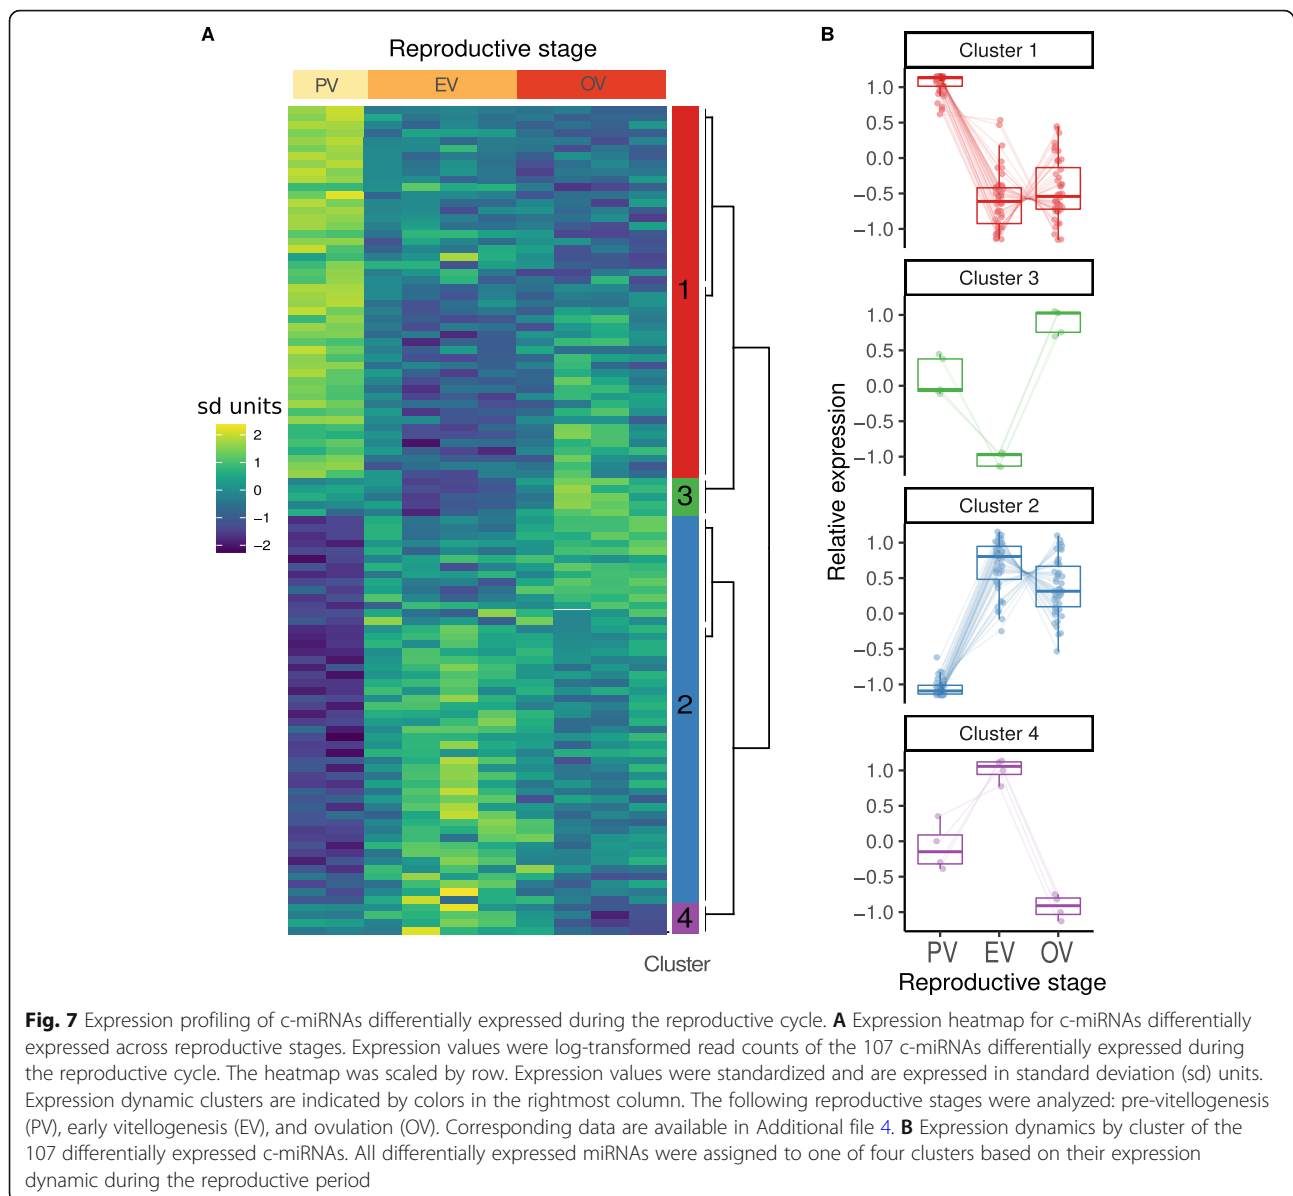 A
Reproductive stage
PV EV OV
sd units
2
1
0
−1
−2
1
3
2
4
Cluster
B
Relative expression
Cluster 1
1.0
0.5
0.0
−0.5
−1.0
Cluster 3
1.0
0.5
0.0
−0.5
−1.0
Cluster 2
1.0
0.5
0.0
−0.5
−1.0
Cluster 4
1.0
0.5
0.0
−0.5
−1.0
PV EV OV
Reproductive stage
Fig. 7 Expression profiling of c-miRNAs differentially expressed during the reproductive cycle. A Expression heatmap for c-miRNAs differentially
expressed across reproductive stages. Expression values were log-transformed read counts of the 107 c-miRNAs differentially expressed during
the reproductive cycle. The heatmap was scaled by row. Expression values were standardized and are expressed in standard deviation (sd) units.
Expression dynamic clusters are indicated by colors in the rightmost column. The following reproductive stages were analyzed: pre-vitellogenesis
(PV), early vitellogenesis (EV), and ovulation (OV). Corresponding data are available in Additional file 4. B Expression dynamics by cluster of the
107 differentially expressed c-miRNAs. All differentially expressed miRNAs were assigned to one of four clusters based on their expression
dynamic during the reproductive period